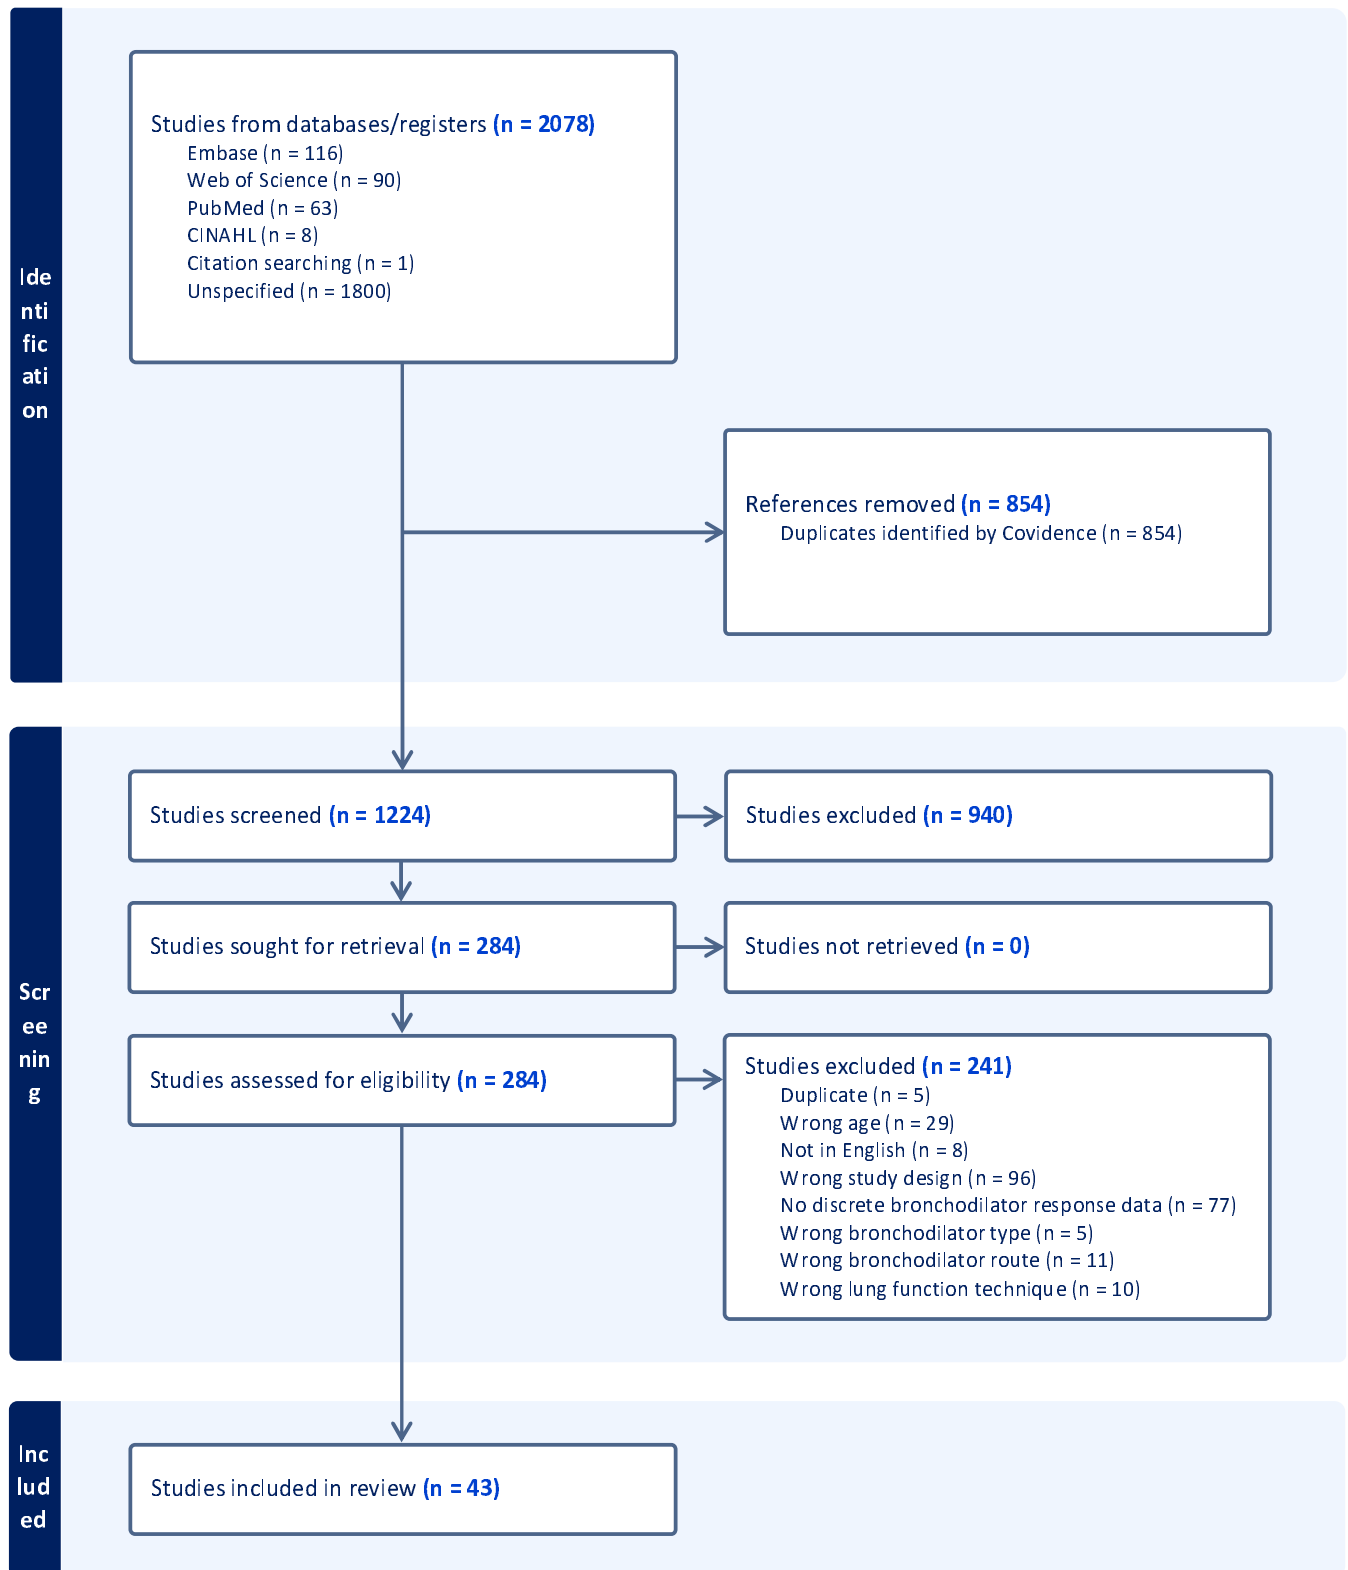 Ide
nti
fic
ati
on
Studies from databases/registers (n = 2078)
Embase (n = 116)
Web of Science (n = 90)
PubMed (n = 63)
CINAHL (n = 8)
Citation searching (n = 1)
Unspecified (n = 1800)
References removed (n = 854)
Duplicates identified by Covidence (n = 854)
Scr
ee
nin
g
Studies screened (n = 1224)
Studies excluded (n = 940)
Studies sought for retrieval (n = 284)
Studies not retrieved (n = 0)
Studies assessed for eligibility (n = 284)
Studies excluded (n = 241)
Duplicate (n = 5)
Wrong age (n = 29)
Not in English (n = 8)
Wrong study design (n = 96)
No discrete bronchodilator response data (n = 77)
Wrong bronchodilator type (n = 5)
Wrong bronchodilator route (n = 11)
Wrong lung function technique (n = 10)
Inc
lud
ed
Studies included in review (n = 43)